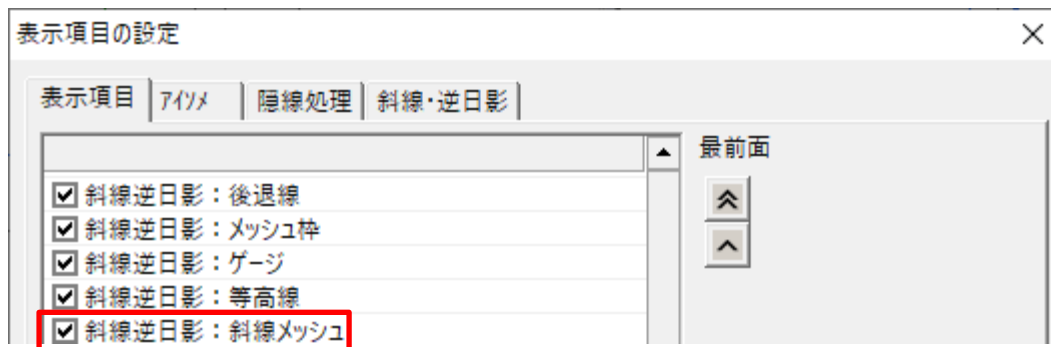 表示項目の設定
表示項目 アイソメ 隠線処理 斜線・逆日影
最前面
斜線逆日影：後退線
斜線逆日影：メッシュ枠
斜線逆日影：ゲージ
斜線逆日影：等高線
斜線逆日影：斜線メッシュ